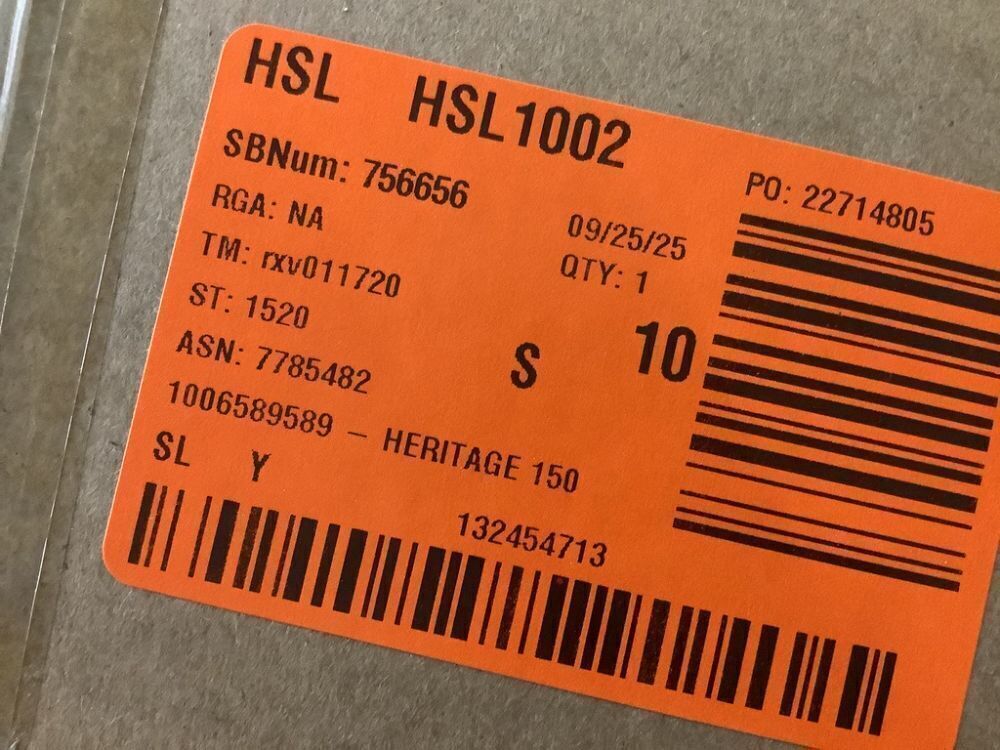 HSL HSL1002
SBNum: 756656
PO: 22714805
RGA: NA
09/25/25
TM: rxv011720
QTY: 1
ST: 1520
S 10
ASN: 7785482
1006589589 – HERITAGE 150
SL Y
132454713